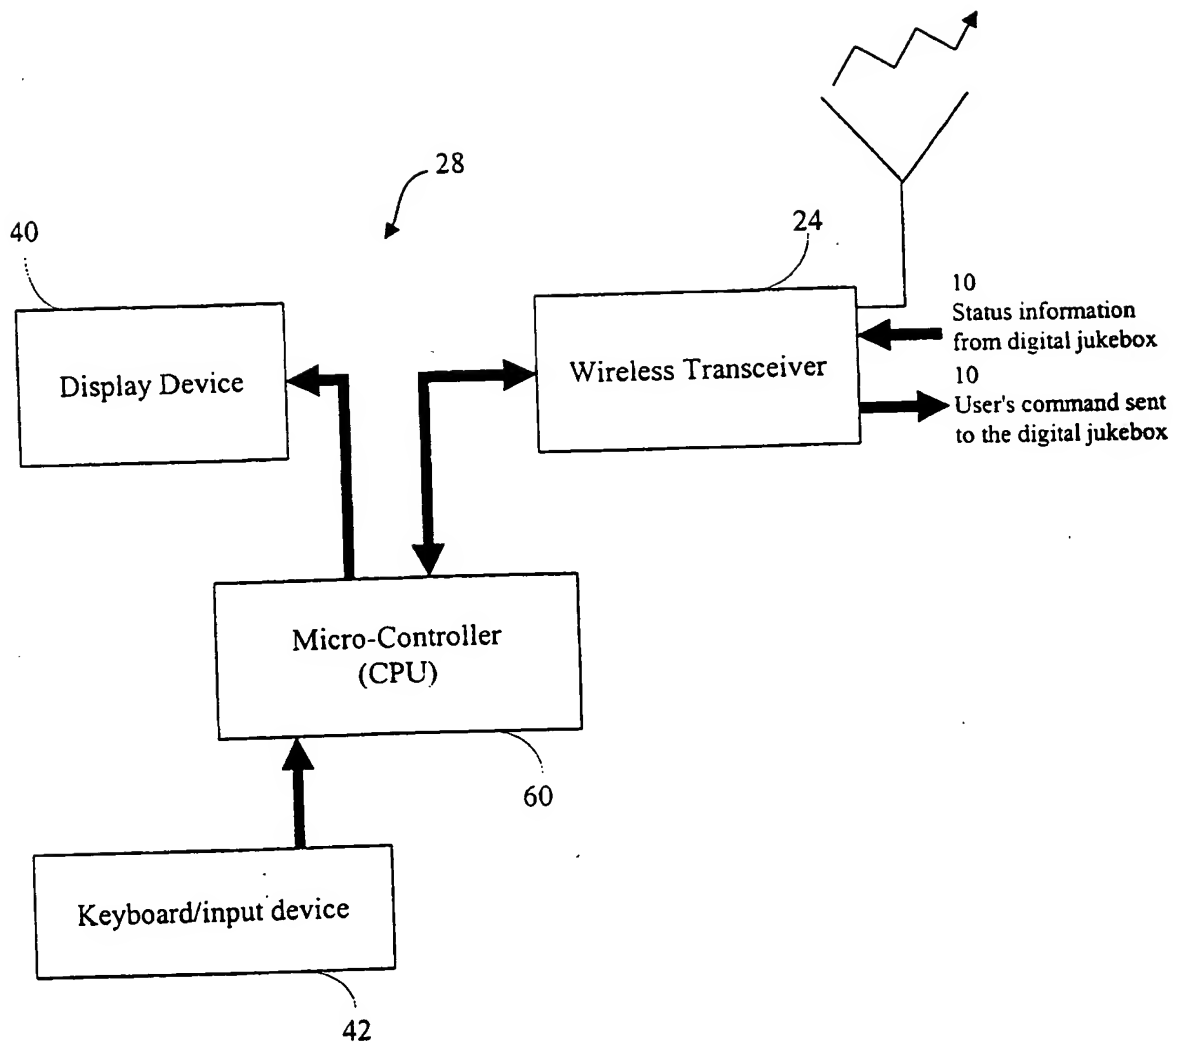 28
40
24
10
Status information
from digital jukebox
Display Device
Wireless Transceiver
10
User's command sent
to the digital jukebox
Micro-Controller
(CPU)
60
Keyboard/input device
42